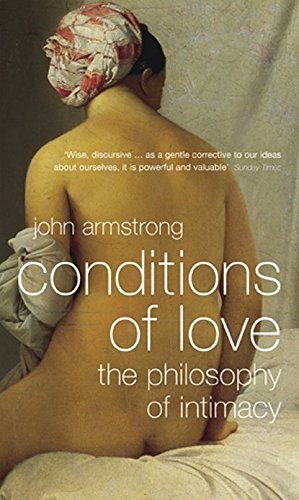 'Wise, discursive ... as a gentle corrective to our ideas
about ourselves, it is powerful and valuable' Sunday Times
john armstrong
conditions
of love
the philosophy
of intimacy